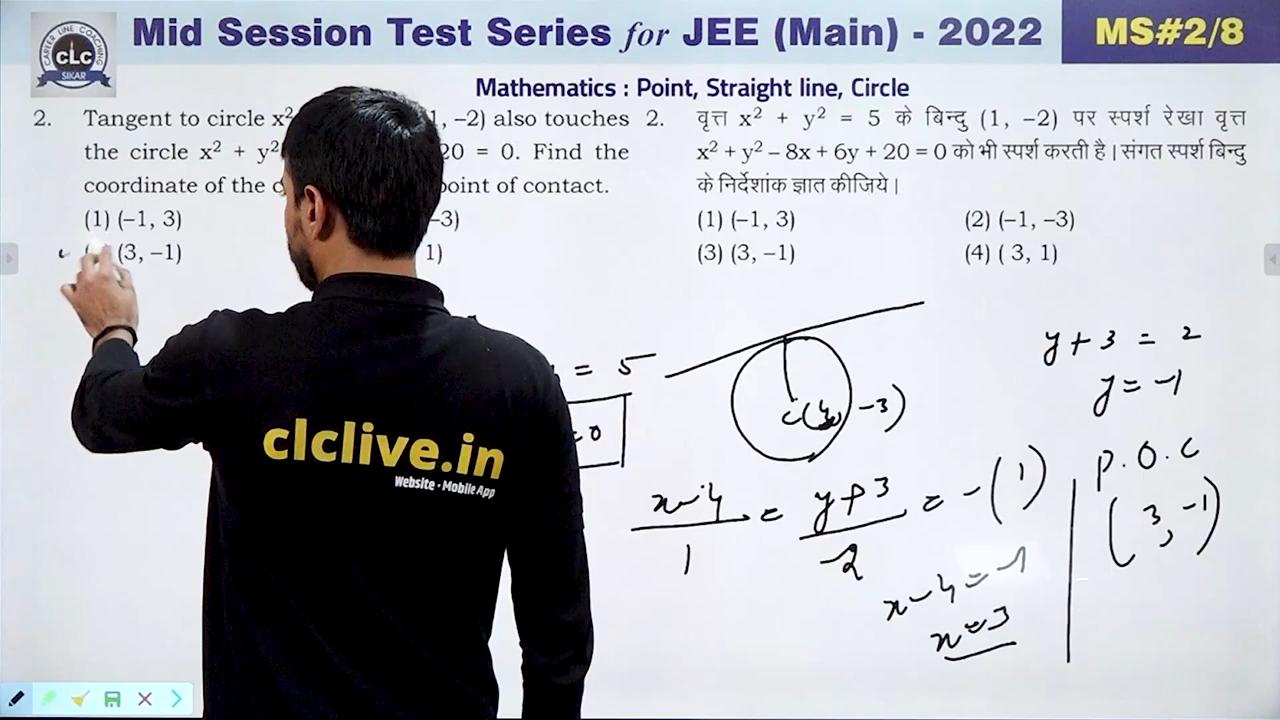 Mid Session Test Series for JEE (Main) - 2022
MS#2/8
CAREER LINE COACHING
CLC
SIKAR
Mathematics : Point, Straight line, Circle
2. Tangent to circle x² 1, –2) also touches
the circle x² + y² 20 = 0. Find the
coordinate of the point of contact.
(1) (–1, 3) –3)
(3, –1) 1)
2. वृत्त x² + y² = 5 के बिन्दु (1, –2) पर स्पर्श रेखा वृत्त
x² + y² – 8x + 6y + 20 = 0 को भी स्पर्श करती है। संगत स्पर्श बिन्दु
के निर्देशांक ज्ञात कीजिये।
(1) (–1, 3) (2) (–1, –3)
(3) (3, –1) (4) ( 3, 1)
= 5
=0
C(4, -3)
x-4/1 = y+3/-2 = -(1)
x-4=-1
x=3
y+3 = 2
y=-1
P.O.C
(3,-1)
clclive.in
Website • Mobile App